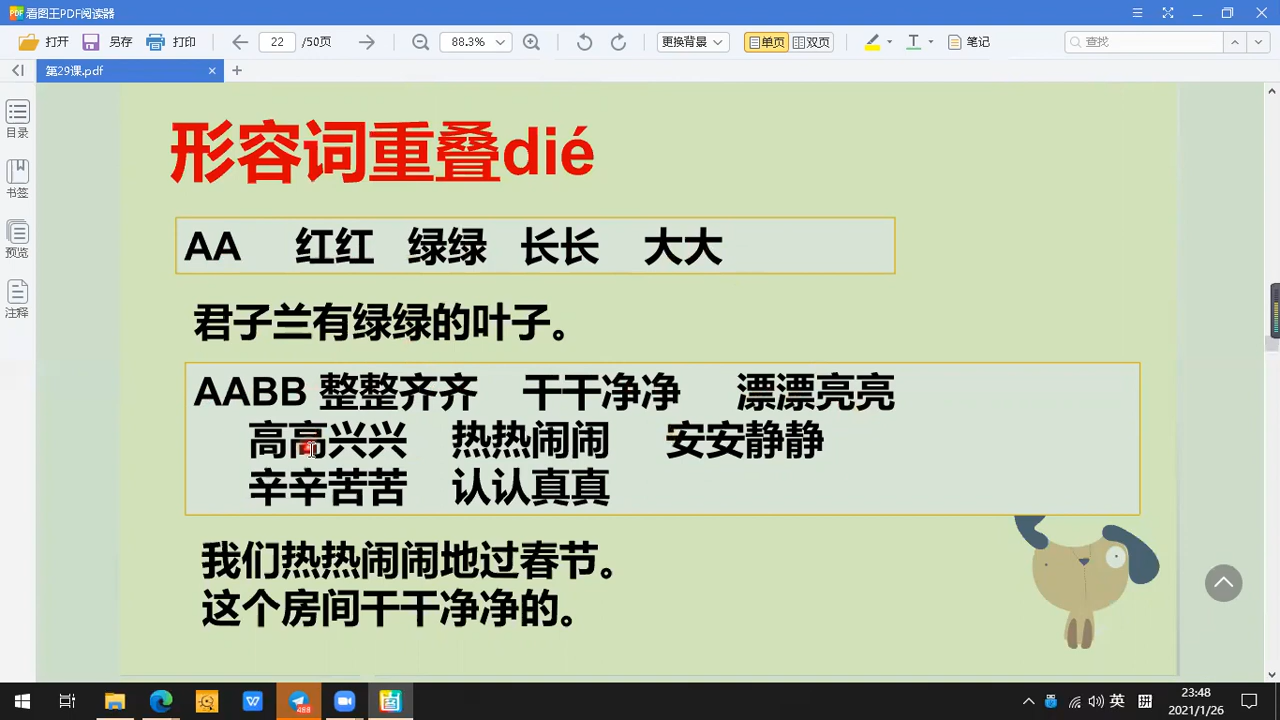 看图王PDF阅读器
打开 另存 打印 22 /50页 88.3% 更换背景 单页 双页 T 笔记 查找
第29课.pdf
目录
书签
预览
注释
形容词重叠dié
AA 红红 绿绿 长长 大大
君子兰有绿绿的叶子。
AABB 整整齐齐 干干净净 漂漂亮亮
高高兴兴 热热闹闹 安安静静
辛辛苦苦 认认真真
我们热热闹闹地过春节。
这个房间干干净净的。
英 拼 23:48
2021/1/26